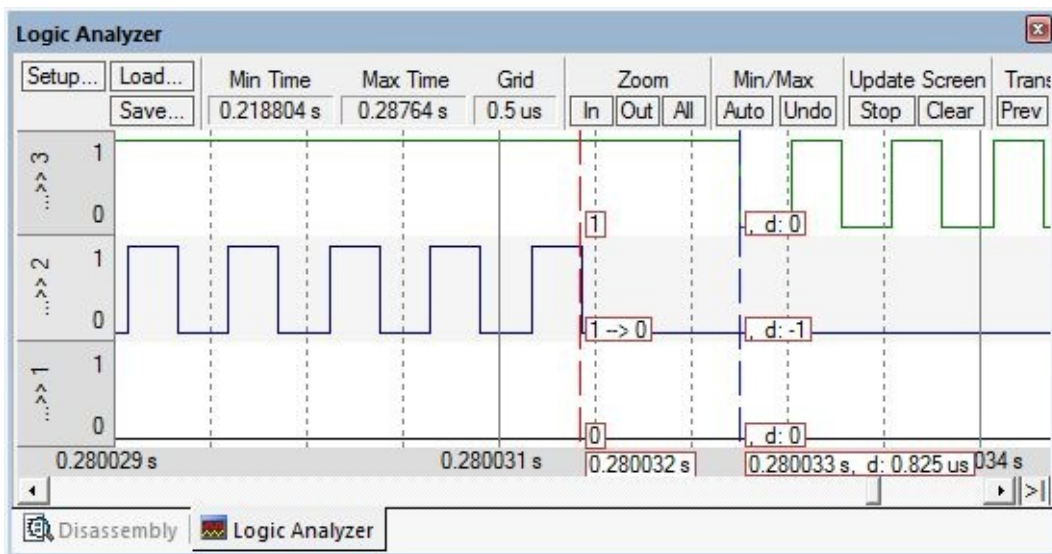 Logic Analyzer
Setup... Load... Min Time Max Time Grid Zoom Min/Max Update Screen Trans
Save... 0.218804 s 0.28764 s 0.5 us In Out All Auto Undo Stop Clear Prev
...>> 3 1
0 1 , d: 0
...>> 2 1
0 1 --> 0 , d: -1
...>> 1 1
0 0 , d: 0
0.280029 s 0.280031 s 0.280032 s 0.280033 s, d: 0.825 us 034 s
>|
Disassembly Logic Analyzer